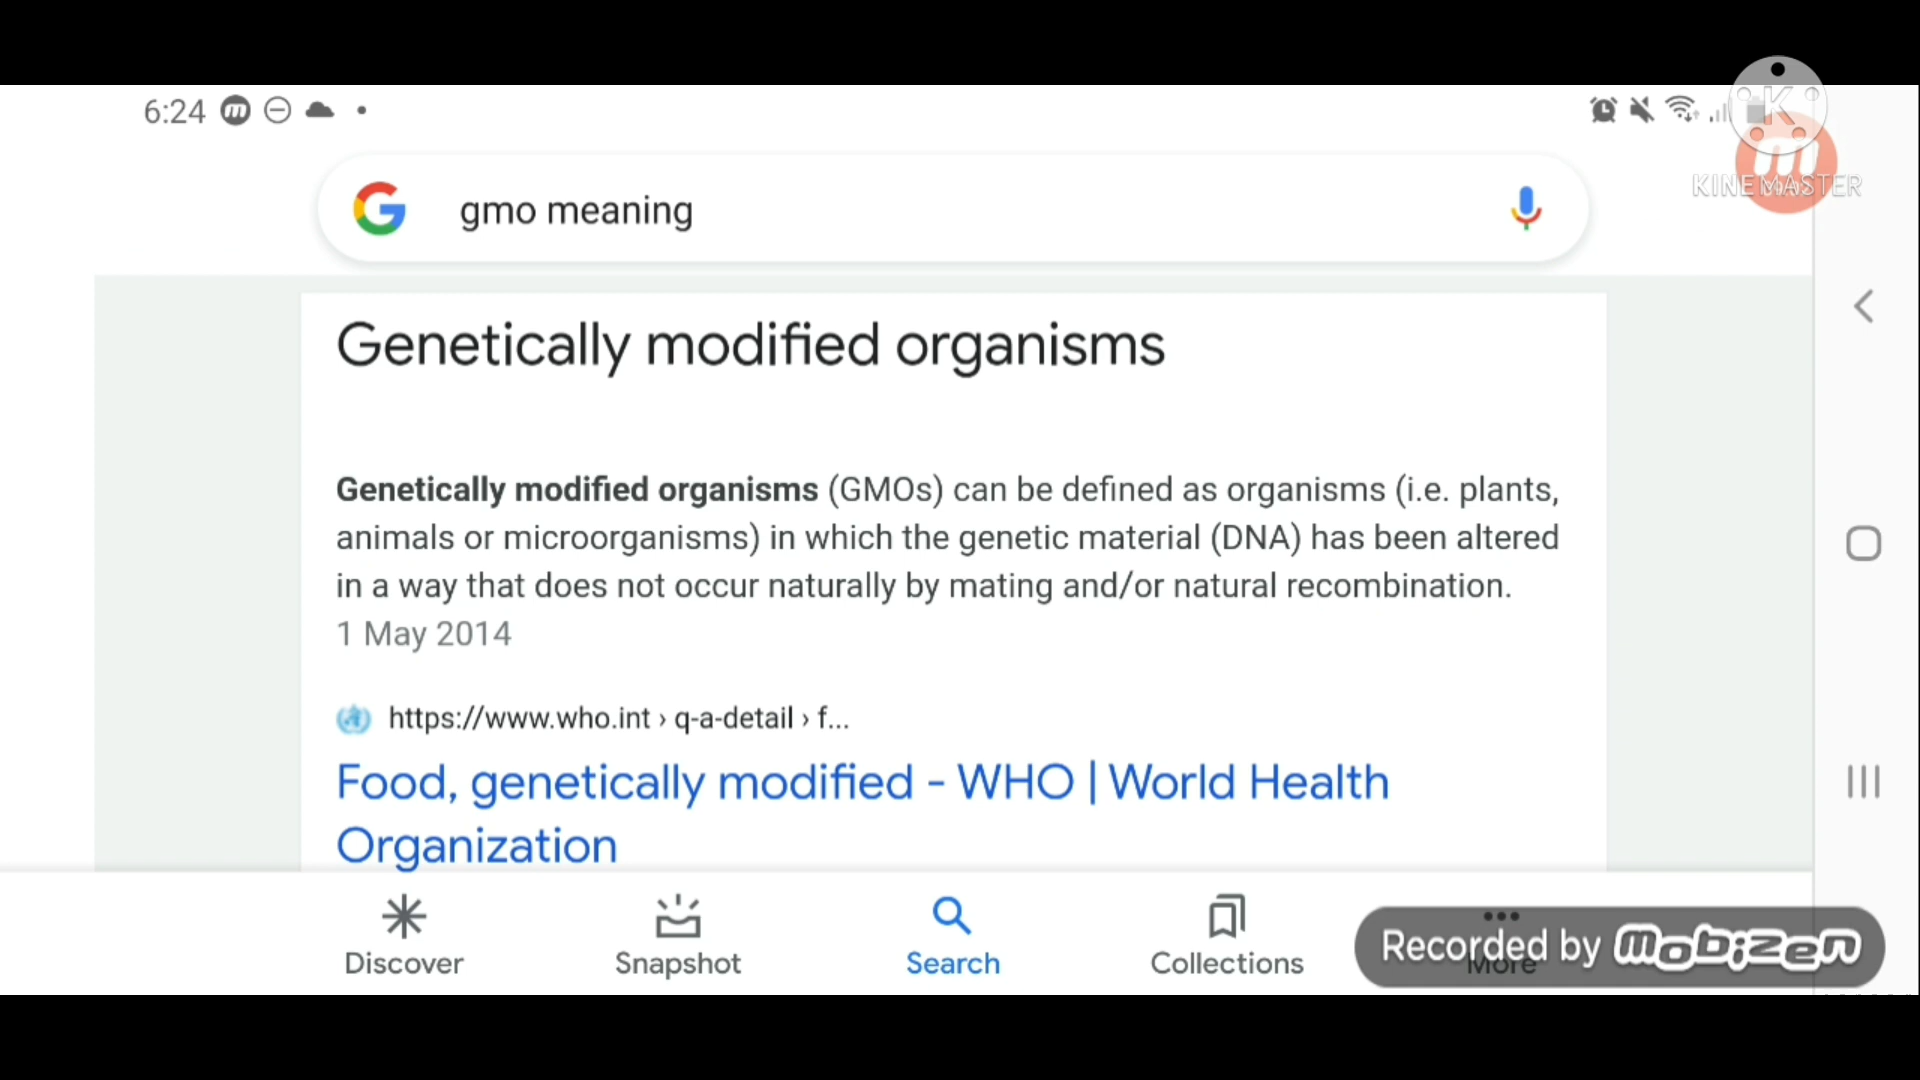 6:24
KINEMASTER
gmo meaning
Genetically modified organisms
Genetically modified organisms (GMOs) can be defined as organisms (i.e. plants,
animals or microorganisms) in which the genetic material (DNA) has been altered
in a way that does not occur naturally by mating and/or natural recombination.
1 May 2014
https://www.who.int › q-a-detail › f...
Food, genetically modified - WHO | World Health
Organization
Discover
Snapshot
Search
Collections
More
Recorded by mobizen